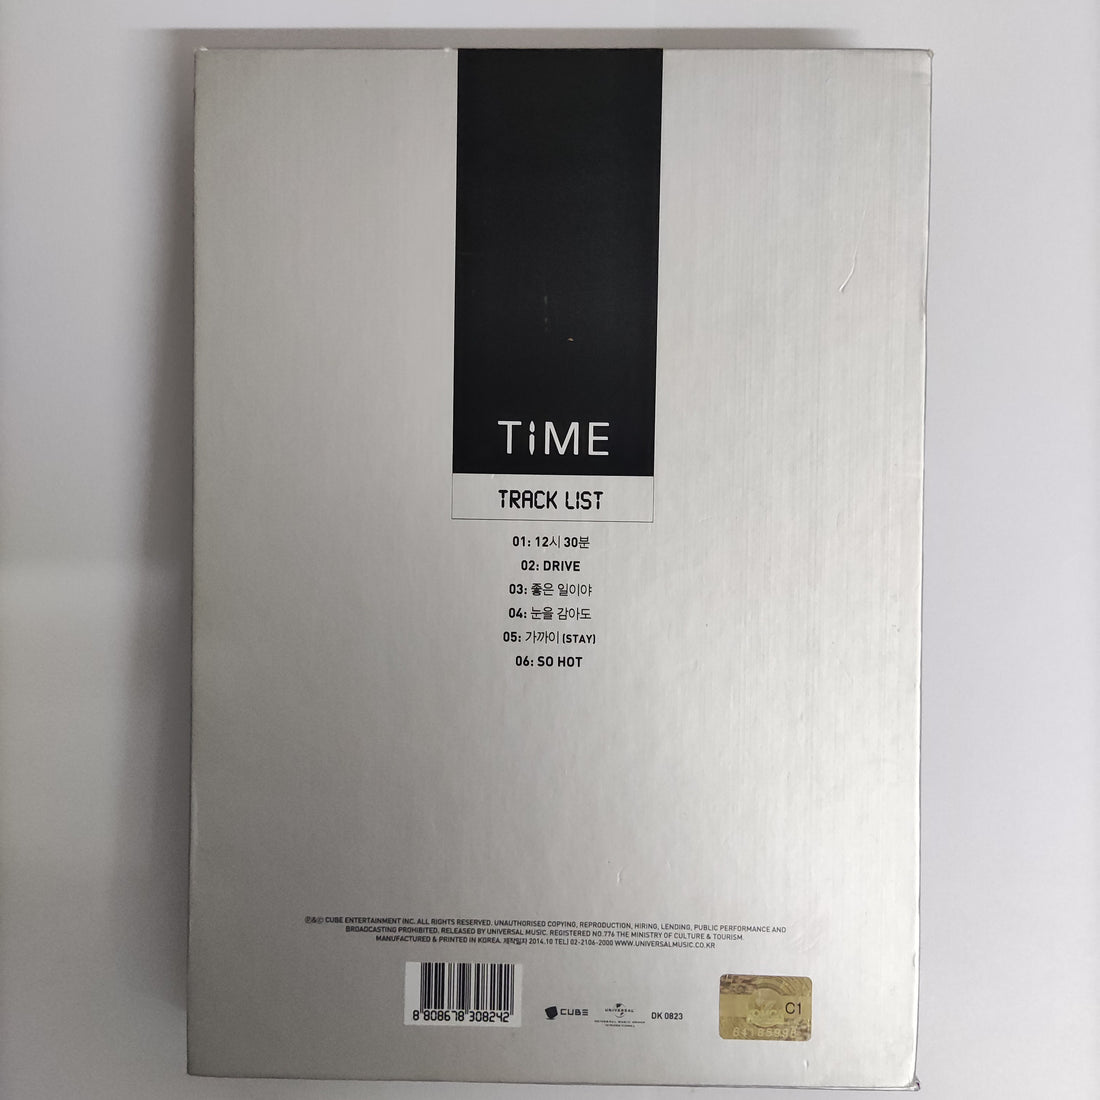 TiME
TRACK LIST
01: 12시 30분
02: DRIVE
03: 좋은 일이야
04: 눈을 감아도
05: 가까이 (STAY)
06: SO HOT
℗&© CUBE ENTERTAINMENT INC. ALL RIGHTS RESERVED. UNAUTHORISED COPYING, REPRODUCTION, HIRING, LENDING, PUBLIC PERFORMANCE AND
BROADCASTING PROHIBITED. RELEASED BY UNIVERSAL MUSIC. REGISTERED NO.776 THE MINISTRY OF CULTURE & TOURISM.
MANUFACTURED & PRINTED IN KOREA. 제작일자 2014.10 TEL) 02-2106-2000 WWW.UNIVERSALMUSIC.CO.KR
8 808678 308242
CUBE
UNIVERSAL
DK 0823
C1